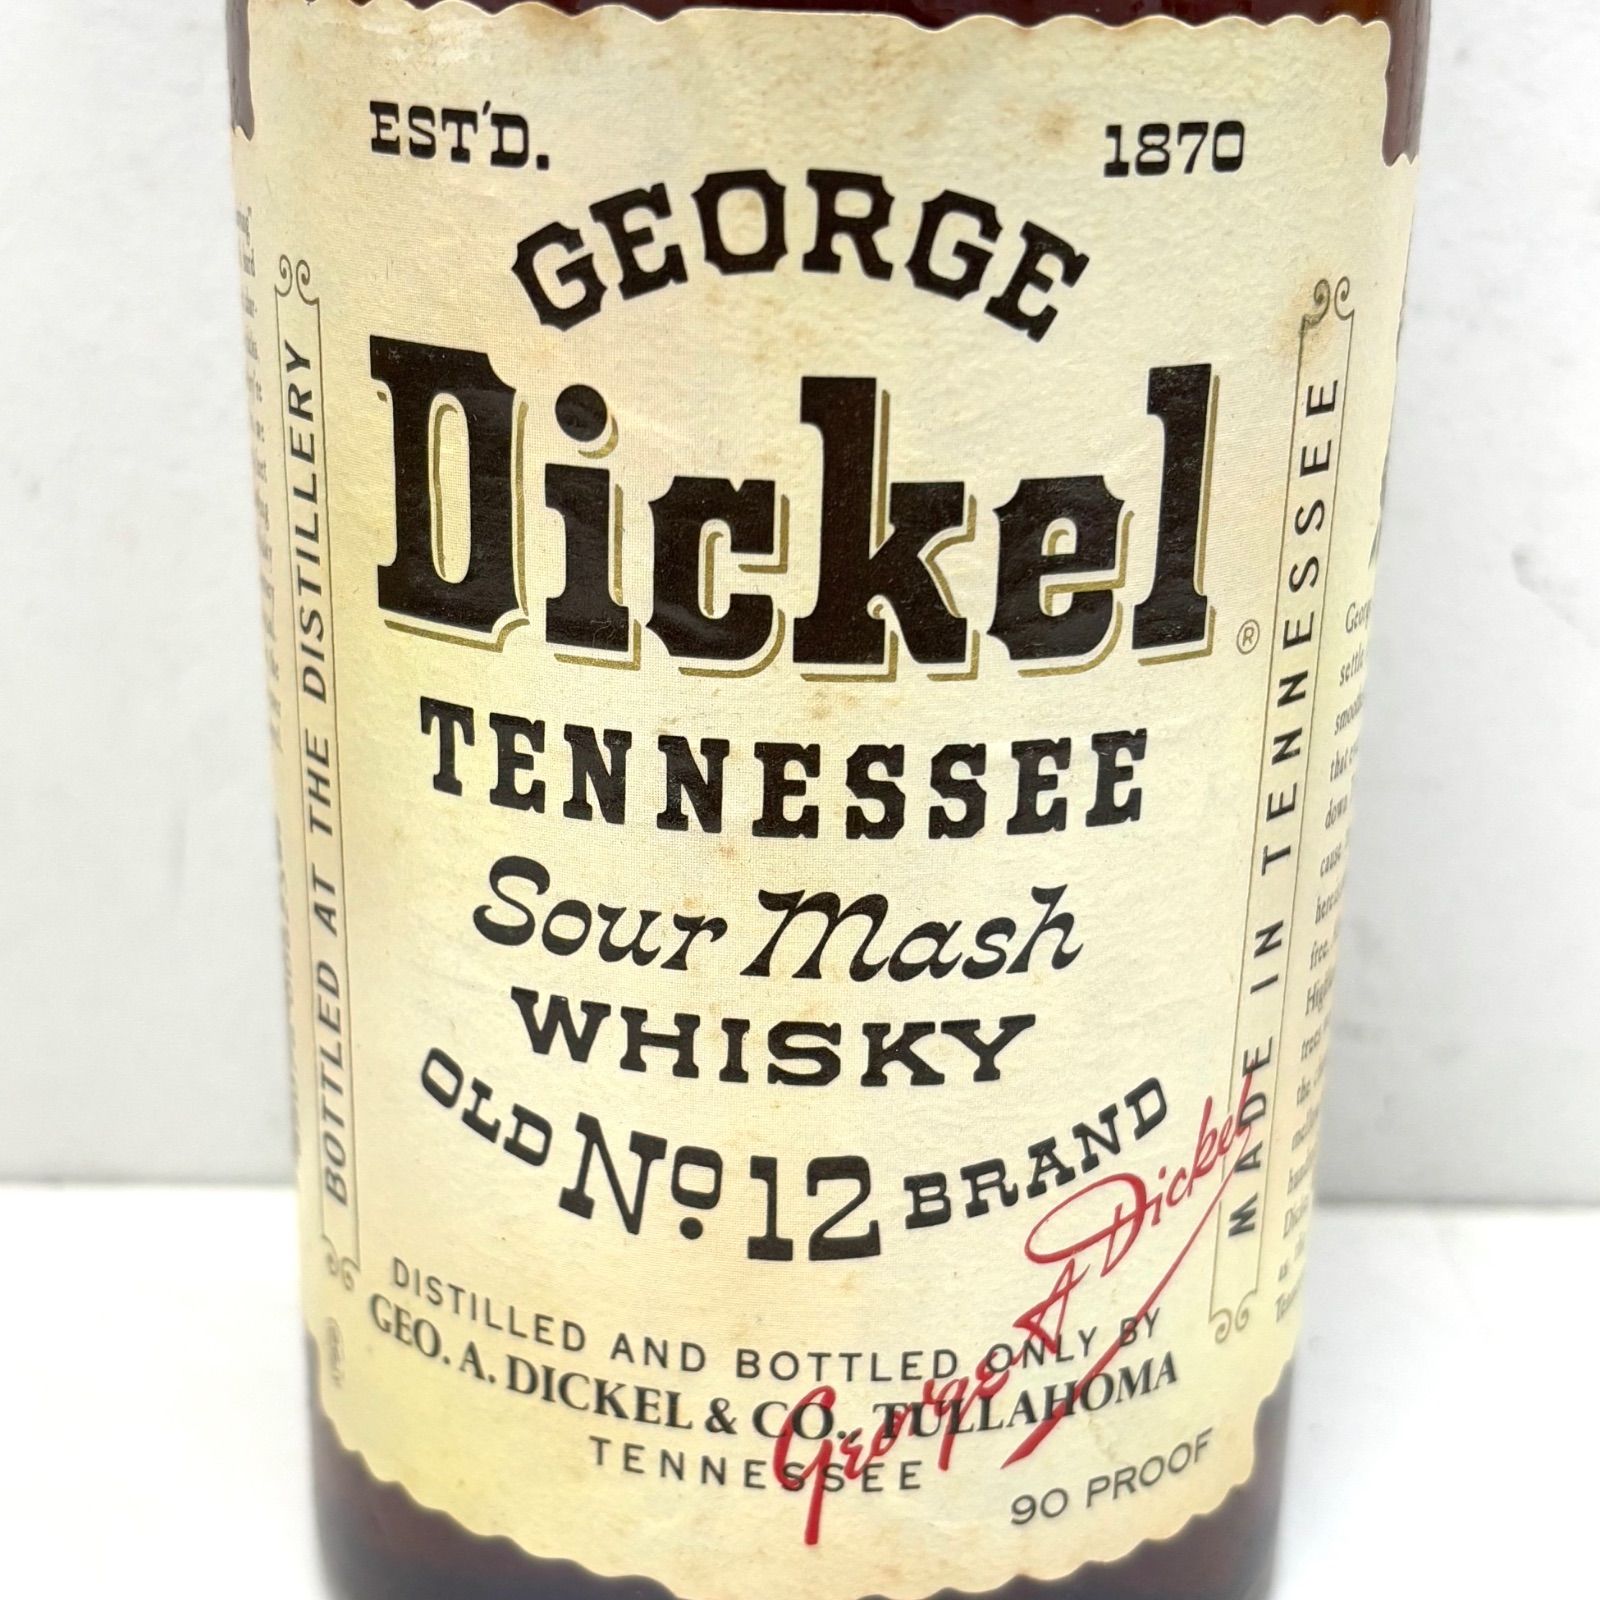 EST'D. 1870
GEORGE
Dickel®
TENNESSEE
Sour Mash
WHISKY
OLD No 12 BRAND
DISTILLED AND BOTTLED ONLY BY
GEO. A. DICKEL & CO., TULLAHOMA
TENNESSEE
90 PROOF
George A Dickel
BOTTLED AT THE DISTILLERY
MADE IN TENNESSEE